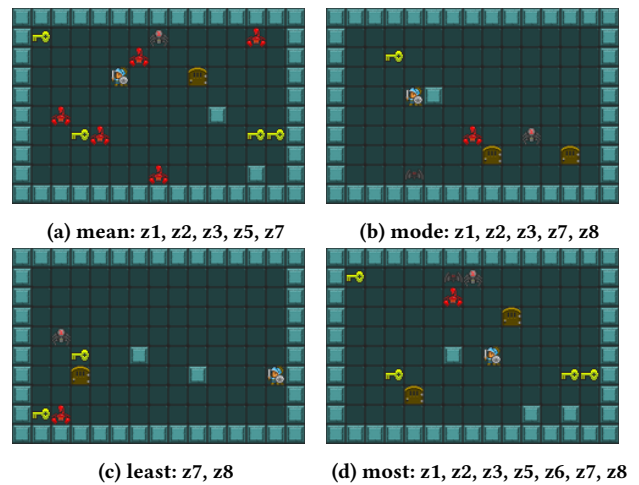 (a) mean: z1, z2, z3, z5, z7
(b) mode: z1, z2, z3, z7, z8
(c) least: z7, z8
(d) most: z1, z2, z3, z5, z6, z7, z8